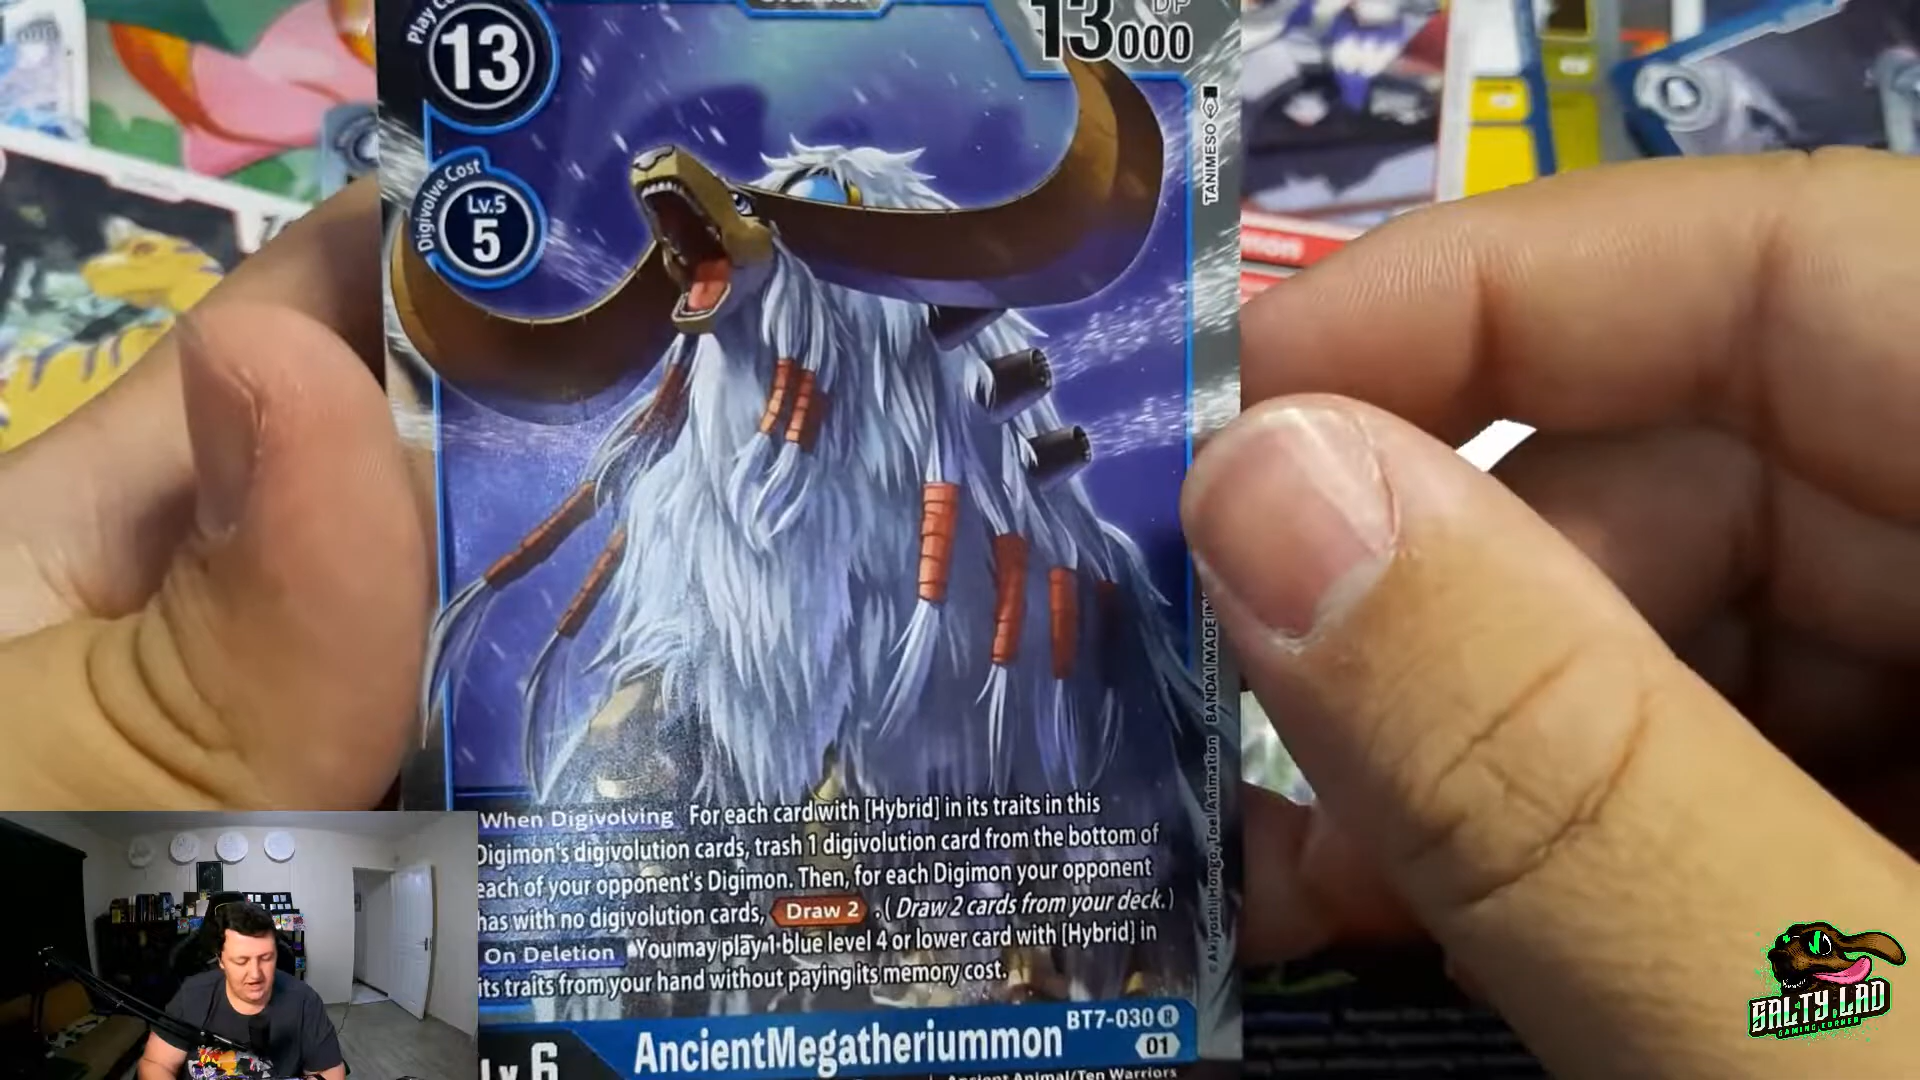 Play
13
13000
DP
Digivolve Cost
Lv.5
5
TANIMESO
When Digivolving For each card with [Hybrid] in its traits in this
Digimon's digivolution cards, trash 1 digivolution card from the bottom of
each of your opponent's Digimon. Then, for each Digimon your opponent
has with no digivolution cards, Draw 2 . (Draw 2 cards from your deck.)
On Deletion You may play 1 blue level 4 or lower card with [Hybrid] in
its traits from your hand without paying its memory cost.
© Akiyoshi Hongo, Toei Animation BANDAI MADE IN
BT7-030 R
AncientMegatheriummon
01
Lv.6
Ancient Animal/Ten Warriors
SALTY LAD
GAMING CORNER